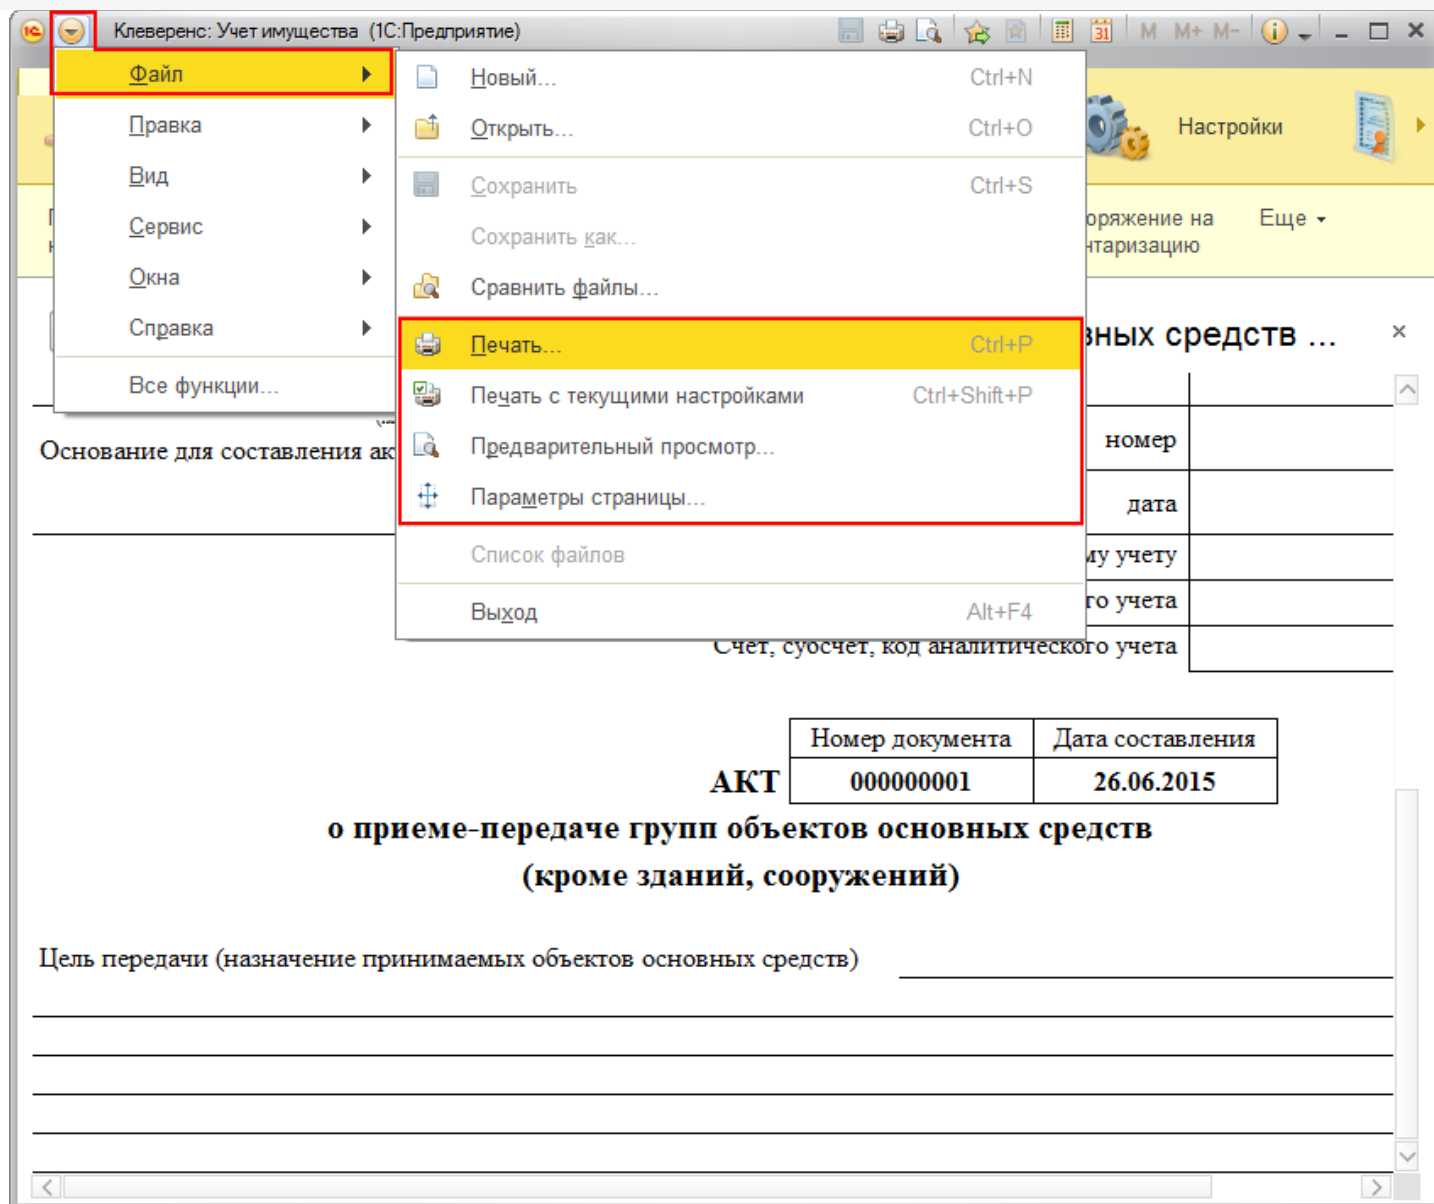 1С Клеверенс: Учет имущества (1С:Предприятие) 31 M M+ M-
Файл
Правка
Вид
Сервис
Окна
Справка
Все функции...
Новый... Ctrl+N
Открыть... Ctrl+O
Сохранить Ctrl+S
Сохранить как...
Сравнить файлы...
Печать... Ctrl+P
Печать с текущими настройками Ctrl+Shift+P
Предварительный просмотр...
Параметры страницы...
Список файлов
Выход Alt+F4
Настройки
оряжение на
нтаризацию
Еще
вных средств ...
Основание для составления ак
номер
дата
му учету
го учета
Счет, субсчет, код аналитического учета
Номер документа Дата составления
АКТ 000000001 26.06.2015
о приеме-передаче групп объектов основных средств
(кроме зданий, сооружений)
Цель передачи (назначение принимаемых объектов основных средств)